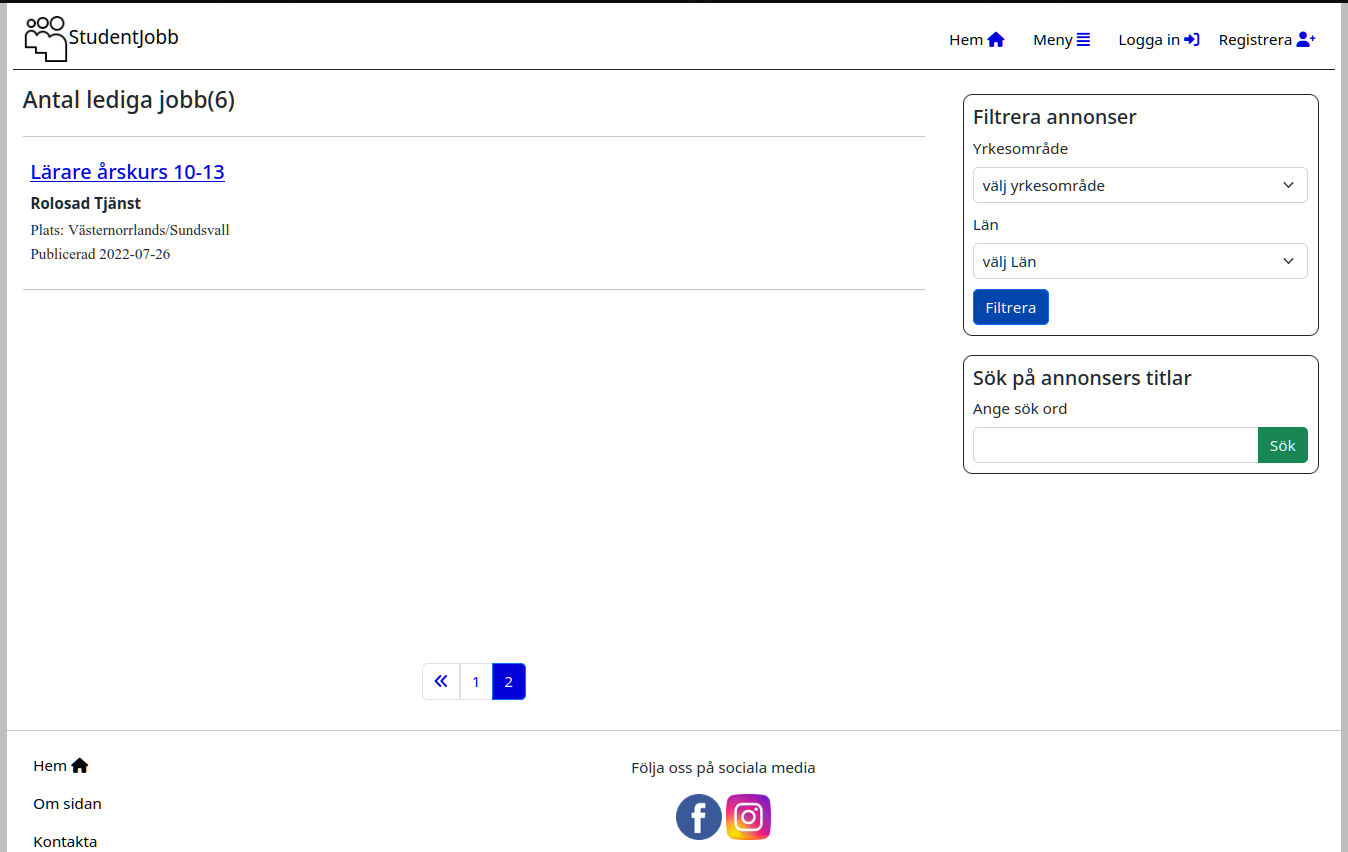 StudentJobb
Hem Meny Logga in Registrera
Antal lediga jobb(6)
Lärare årskurs 10-13
Rolosad Tjänst
Plats: Västernorrlands/Sundsvall
Publicerad 2022-07-26
« 1 2
Filtrera annonser
Yrkesområde
välj yrkesområde
Län
välj Län
Filtrera
Sök på annonsers titlar
Ange sök ord
Sök
Hem
Om sidan
Kontakta
Följa oss på sociala media